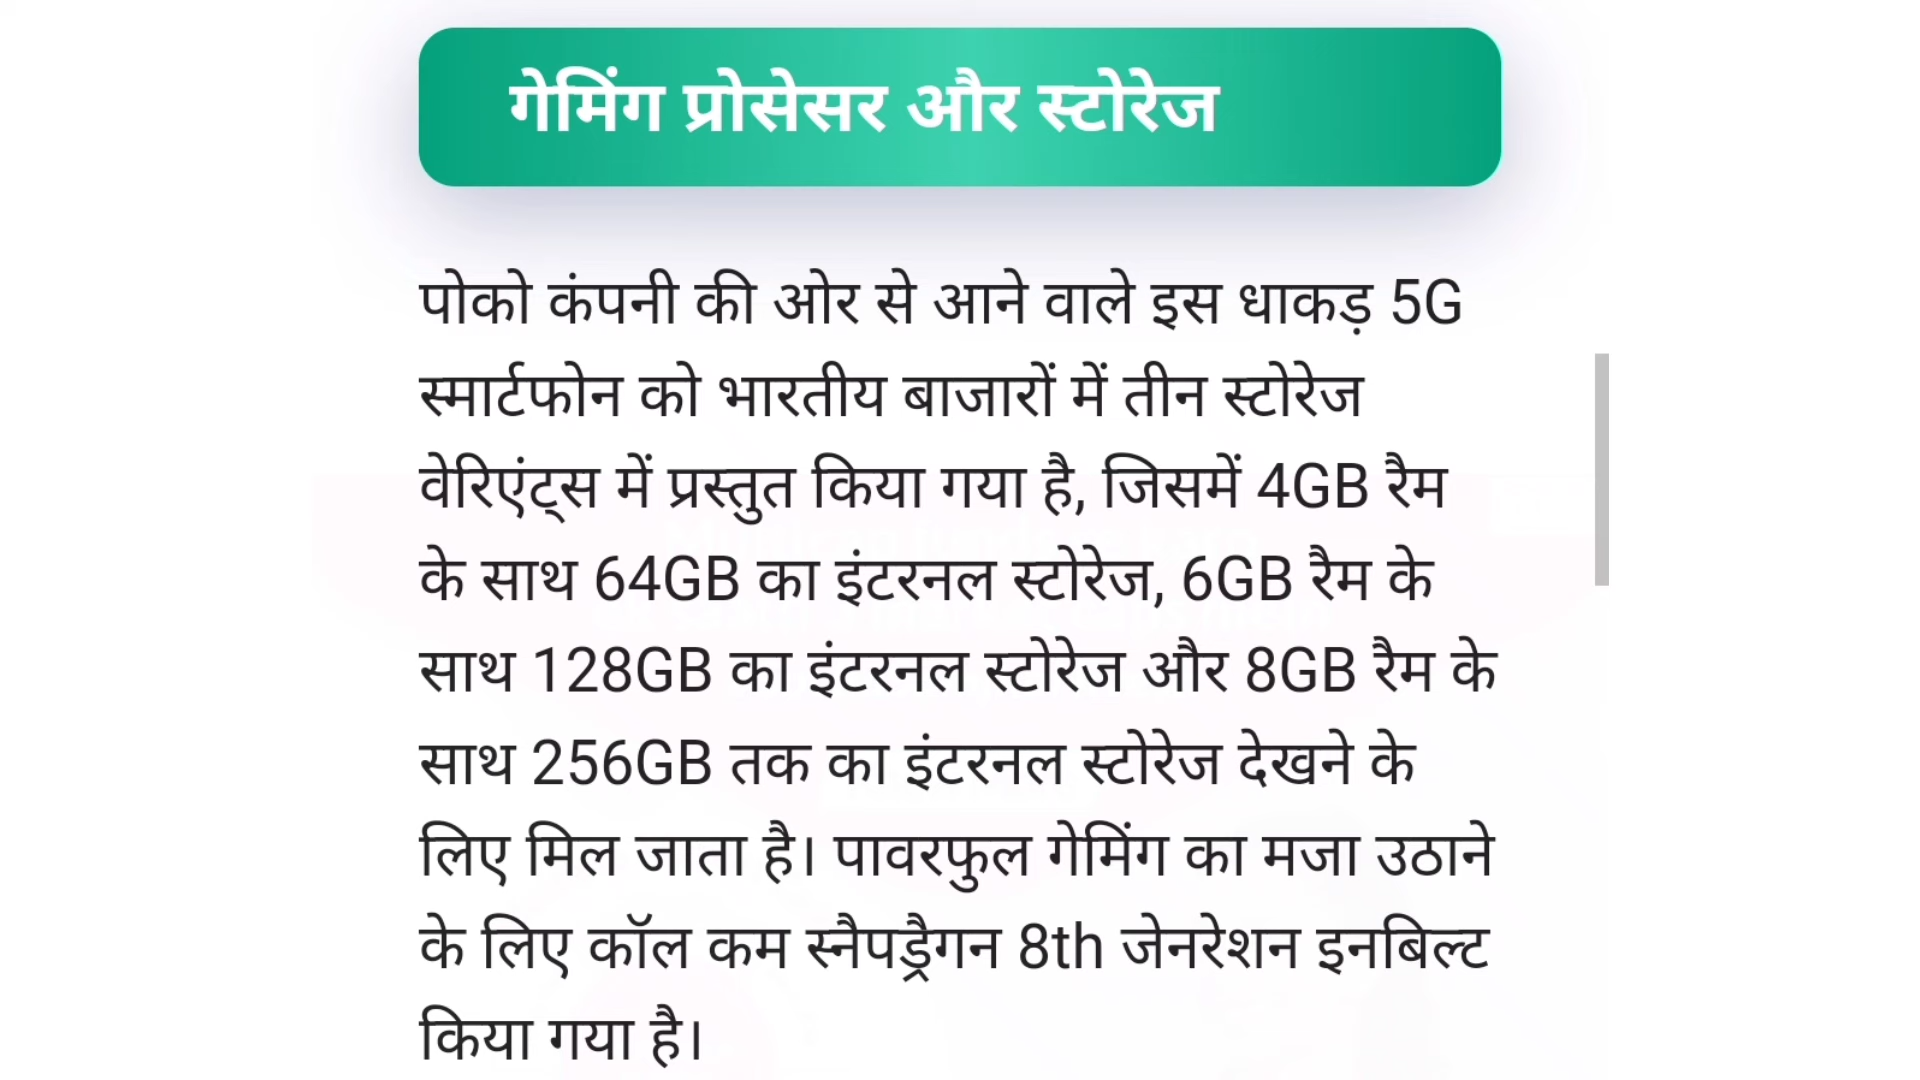 गेमिंग प्रोसेसर और स्टोरेज
पोको कंपनी की ओर से आने वाले इस धाकड़ 5G
स्मार्टफोन को भारतीय बाजारों में तीन स्टोरेज
वेरिएंट्स में प्रस्तुत किया गया है, जिसमें 4GB रैम
के साथ 64GB का इंटरनल स्टोरेज, 6GB रैम के
साथ 128GB का इंटरनल स्टोरेज और 8GB रैम के
साथ 256GB तक का इंटरनल स्टोरेज देखने के
लिए मिल जाता है। पावरफुल गेमिंग का मजा उठाने
के लिए कॉल कम स्नैपड्रैगन 8th जेनरेशन इनबिल्ट
किया गया है।